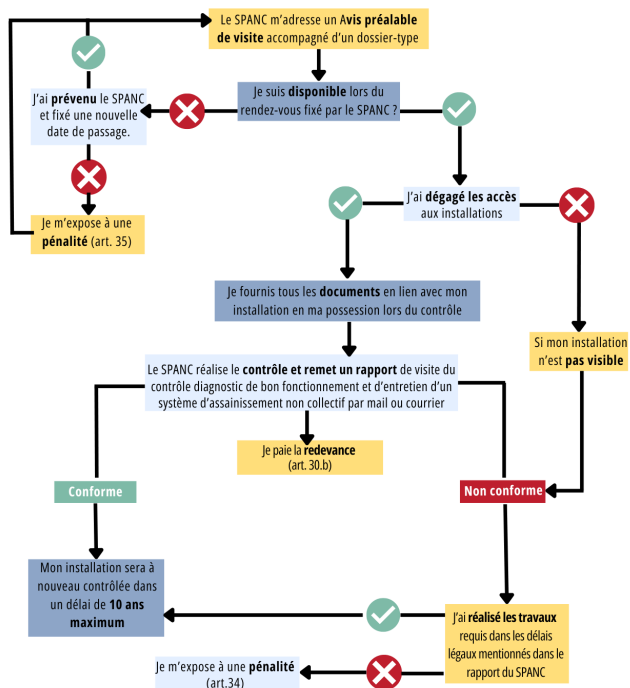 Le SPANC m'adresse un Avis préalable
de visite accompagné d'un dossier-type
Je suis disponible lors du
rendez-vous fixé par le SPANC ?
J'ai prévenu le SPANC
et fixé une nouvelle
date de passage.
J'ai dégagé les accès
aux installations
Je m'expose à une
pénalité (art. 35)
Je fournis tous les documents en lien avec mon
installation en ma possession lors du contrôle
Si mon installation
n'est pas visible
Le SPANC réalise le contrôle et remet un rapport de visite du
contrôle diagnostic de bon fonctionnement et d'entretien d'un
système d'assainissement non collectif par mail ou courrier
Je paie la redevance
(art. 30.b)
Conforme
Non conforme
Mon installation sera à
nouveau contrôlée dans
un délai de 10 ans
maximum
J'ai réalisé les travaux
requis dans les délais
légaux mentionnés dans le
rapport du SPANC
Je m'expose à une pénalité
(art.34)